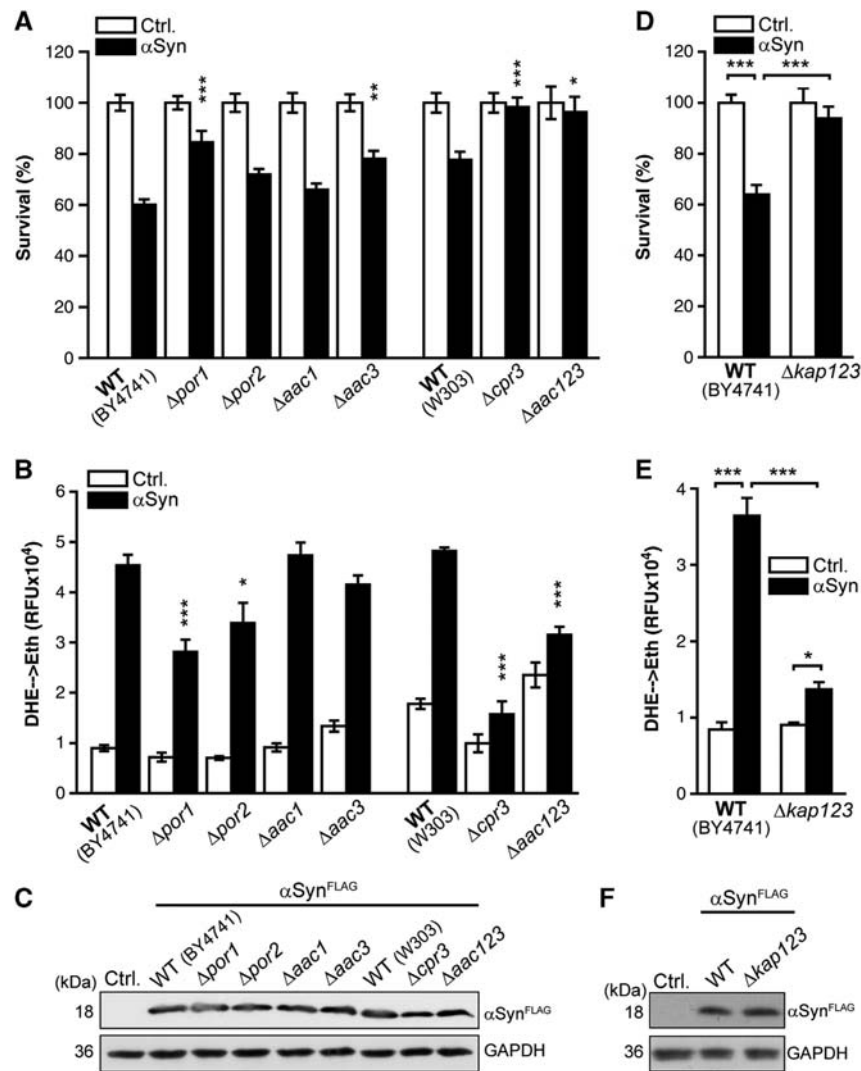 A
Ctrl.
αSyn
120
100
80
60
40
20
0
Survival (%)
***
**
***
*
WT
(BY4741)
Δpor1
Δpor2
Δaac1
Δaac3
WT
(W303)
Δcpr3
Δaac123
D
Ctrl.
αSyn
120
100
80
60
40
20
0
Survival (%)
***
***
WT
(BY4741)
Δkap123
B
Ctrl.
αSyn
6
5
4
3
2
1
0
DHE-->Eth (RFUx10⁴)
***
*
***
***
WT
(BY4741)
Δpor1
Δpor2
Δaac1
Δaac3
WT
(W303)
Δcpr3
Δaac123
E
4
3
2
1
0
DHE-->Eth (RFUx10⁴)
***
***
*
Ctrl.
αSyn
WT
(BY4741)
Δkap123
C
αSynFLAG
(kDa)
Ctrl.
WT (BY4741)
Δpor1
Δpor2
Δaac1
Δaac3
WT (W303)
Δcpr3
Δaac123
18
αSynFLAG
36
GAPDH
F
αSynFLAG
(kDa)
Ctrl.
WT
Δkap123
18
αSynFLAG
36
GAPDH